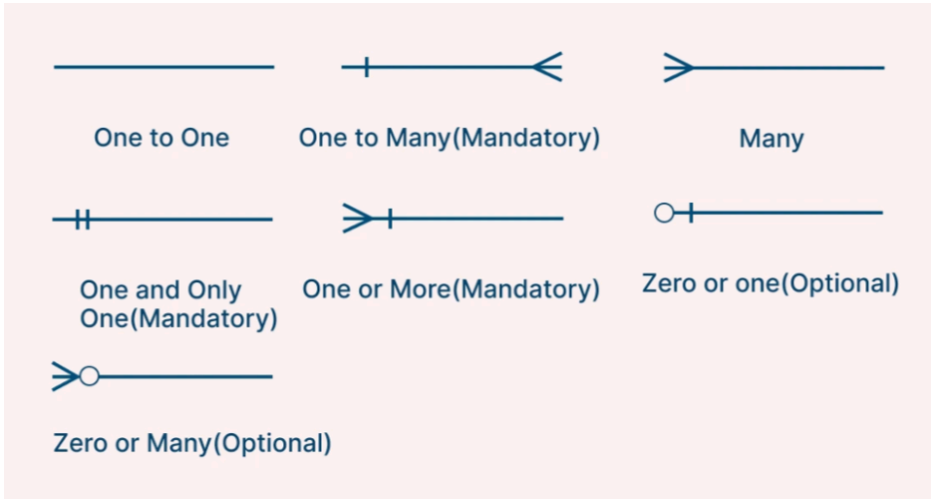 One to One
One to Many(Mandatory)
Many
One and Only
One(Mandatory)
One or More(Mandatory)
Zero or one(Optional)
Zero or Many(Optional)